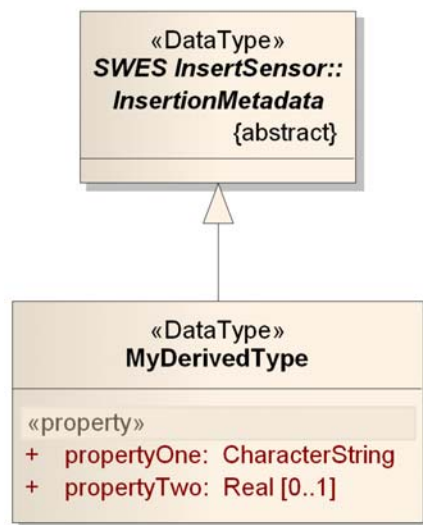 «DataType»
SWES InsertSensor::
InsertionMetadata
{abstract}
«DataType»
MyDerivedType
«property»
+ propertyOne: CharacterString
+ propertyTwo: Real [0..1]